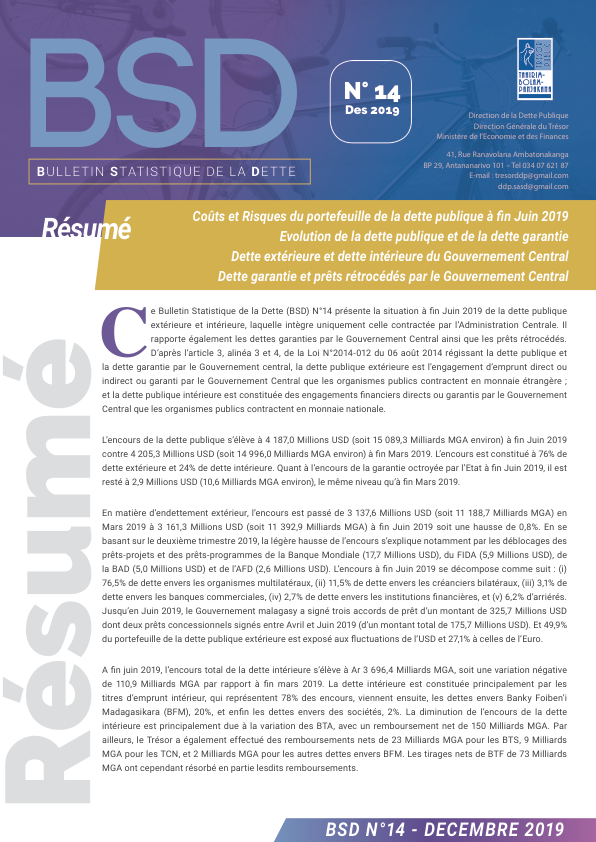 BSD
BULLETIN STATISTIQUE DE LA DETTE
N° 14
Des 2019
TAHIRIM-
BOLAM-
PANJAKANA
Direction de la Dette Publique
Direction Générale du Trésor
Ministère de l'Economie et des Finances
41, Rue Ranavolana Ambatonakanga
BP 29, Antananarivo 101 – Tel 034 07 621 87
E-mail : tresorddp@gmail.com
ddp.sasd@gmail.com
Résumé
Coûts et Risques du portefeuille de la dette publique à fin Juin 2019
Evolution de la dette publique et de la dette garantie
Dette extérieure et dette intérieure du Gouvernement Central
Dette garantie et prêts rétrocédés par le Gouvernement Central
Résumé
Ce Bulletin Statistique de la Dette (BSD) N°14 présente la situation à fin Juin 2019 de la dette publique
extérieure et intérieure, laquelle intègre uniquement celle contractée par l'Administration Centrale. Il
rapporte également les dettes garanties par le Gouvernement Central ainsi que les prêts rétrocédés.
D'après l'article 3, alinéa 3 et 4, de la Loi N°2014-012 du 06 août 2014 régissant la dette publique et
la dette garantie par le Gouvernement central, la dette publique extérieure est l'engagement d'emprunt direct ou
indirect ou garanti par le Gouvernement Central que les organismes publics contractent en monnaie étrangère ;
et la dette publique intérieure est constituée des engagements financiers directs ou garantis par le Gouvernement
Central que les organismes publics contractent en monnaie nationale.
L'encours de la dette publique s'élève à 4 187,0 Millions USD (soit 15 089,3 Milliards MGA environ) à fin Juin 2019
contre 4 205,3 Millions USD (soit 14 996,0 Milliards MGA environ) à fin Mars 2019. L'encours est constitué à 76% de
dette extérieure et 24% de dette intérieure. Quant à l'encours de la garantie octroyée par l'Etat à fin Juin 2019, il est
resté à 2,9 Millions USD (10,6 Milliards MGA environ), le même niveau qu'à fin Mars 2019.
En matière d'endettement extérieur, l'encours est passé de 3 137,6 Millions USD (soit 11 188,7 Milliards MGA) en
Mars 2019 à 3 161,3 Millions USD (soit 11 392,9 Milliards MGA) à fin Juin 2019 soit une hausse de 0,8%. En se
basant sur le deuxième trimestre 2019, la légère hausse de l'encours s'explique notamment par les déblocages des
prêts-projets et des prêts-programmes de la Banque Mondiale (17,7 Millions USD), du FIDA (5,9 Millions USD), de
la BAD (5,0 Millions USD) et de l'AFD (2,6 Millions USD). L'encours à fin Juin 2019 se décompose comme suit : (i)
76,5% de dette envers les organismes multilatéraux, (ii) 11,5% de dette envers les créanciers bilatéraux, (iii) 3,1% de
dette envers les banques commerciales, (iv) 2,7% de dette envers les institutions financières, et (v) 6,2% d'arriérés.
Jusqu'en Juin 2019, le Gouvernement malagasy a signé trois accords de prêt d'un montant de 325,7 Millions USD
dont deux prêts concessionnels signés entre Avril et Juin 2019 (d'un montant total de 175,7 Millions USD). Et 49,9%
du portefeuille de la dette publique extérieure est exposé aux fluctuations de l'USD et 27,1% à celles de l'Euro.
A fin juin 2019, l'encours total de la dette intérieure s'élève à Ar 3 696,4 Milliards MGA, soit une variation négative
de 110,9 Milliards MGA par rapport à fin mars 2019. La dette intérieure est constituée principalement par les
titres d'emprunt intérieur, qui représentent 78% des encours, viennent ensuite, les dettes envers Banky Foiben'i
Madagasikara (BFM), 20%, et enfin les dettes envers des sociétés, 2%. La diminution de l'encours de la dette
intérieure est principalement due à la variation des BTA, avec un remboursement net de 150 Milliards MGA. Par
ailleurs, le Trésor a également effectué des remboursements nets de 23 Milliards MGA pour les BTS, 9 Milliards
MGA pour les TCN, et 2 Milliards MGA pour les autres dettes envers BFM. Les tirages nets de BTF de 73 Milliards
MGA ont cependant résorbé en partie lesdits remboursements.
BSD N°14 - DECEMBRE 2019